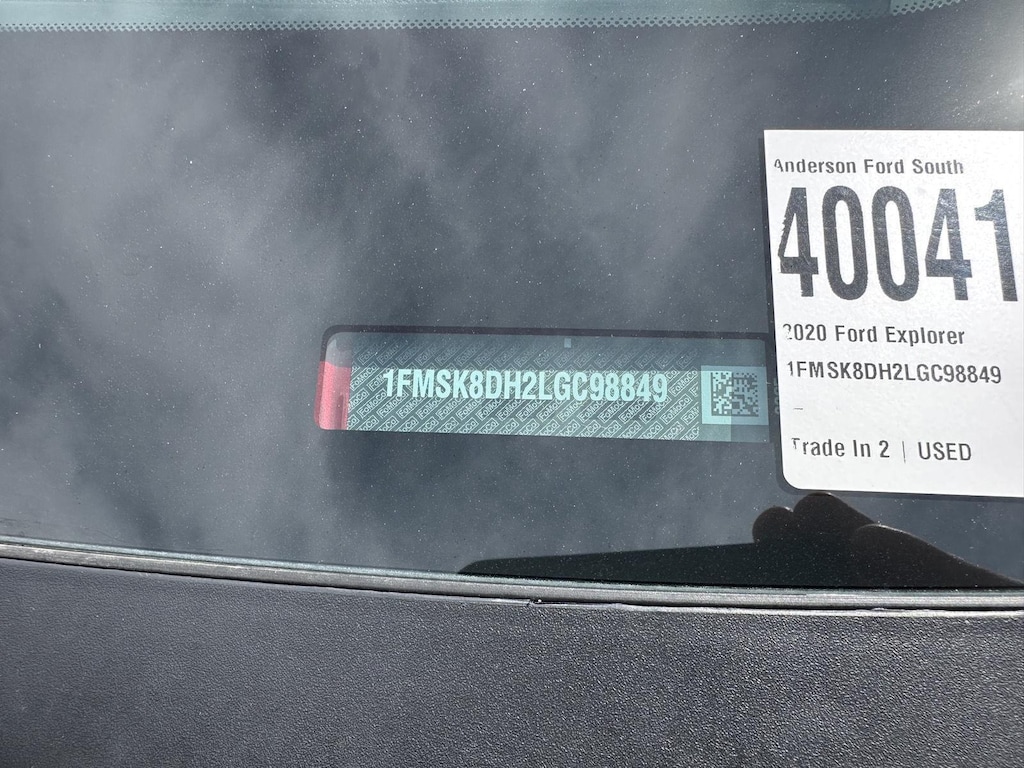 Anderson Ford South
40041
2020 Ford Explorer
1FMSK8DH2LGC98849
–
Trade In 2 | USED
1FMSK8DH2LGC98849